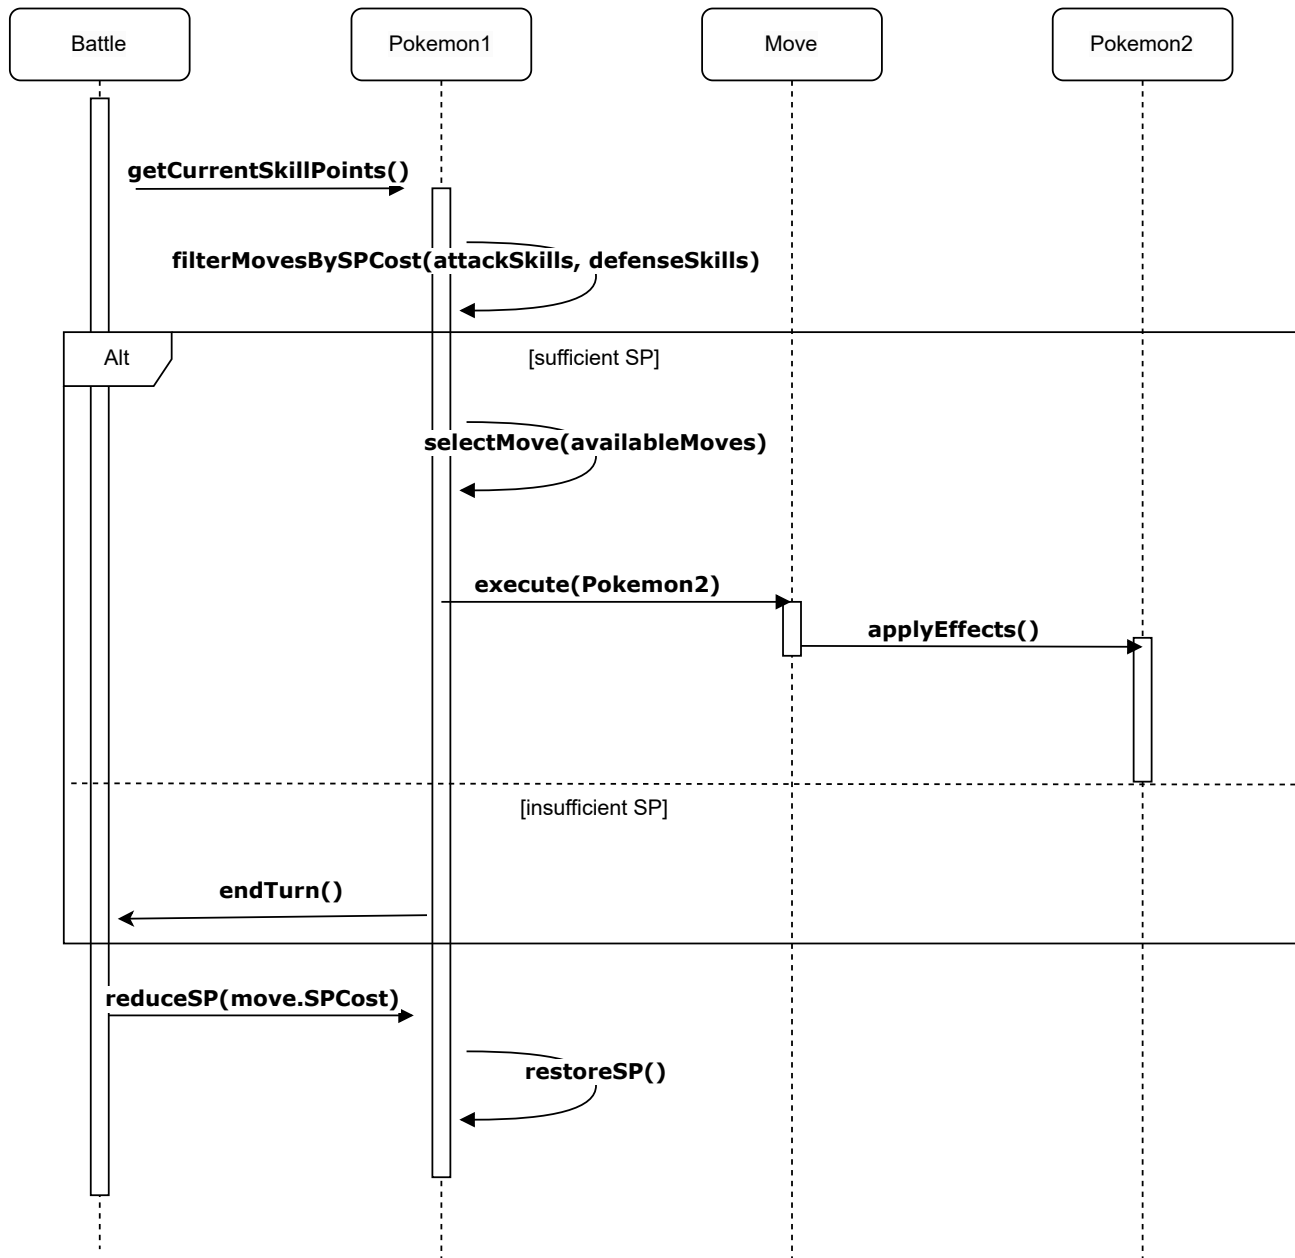 Battle
Pokemon1
Move
Pokemon2
getCurrentSkillPoints()
filterMovesBySPCost(attackSkills, defenseSkills)
Alt
[sufficient SP]
selectMove(availableMoves)
execute(Pokemon2)
applyEffects()
[insufficient SP]
endTurn()
reduceSP(move.SPCost)
restoreSP()